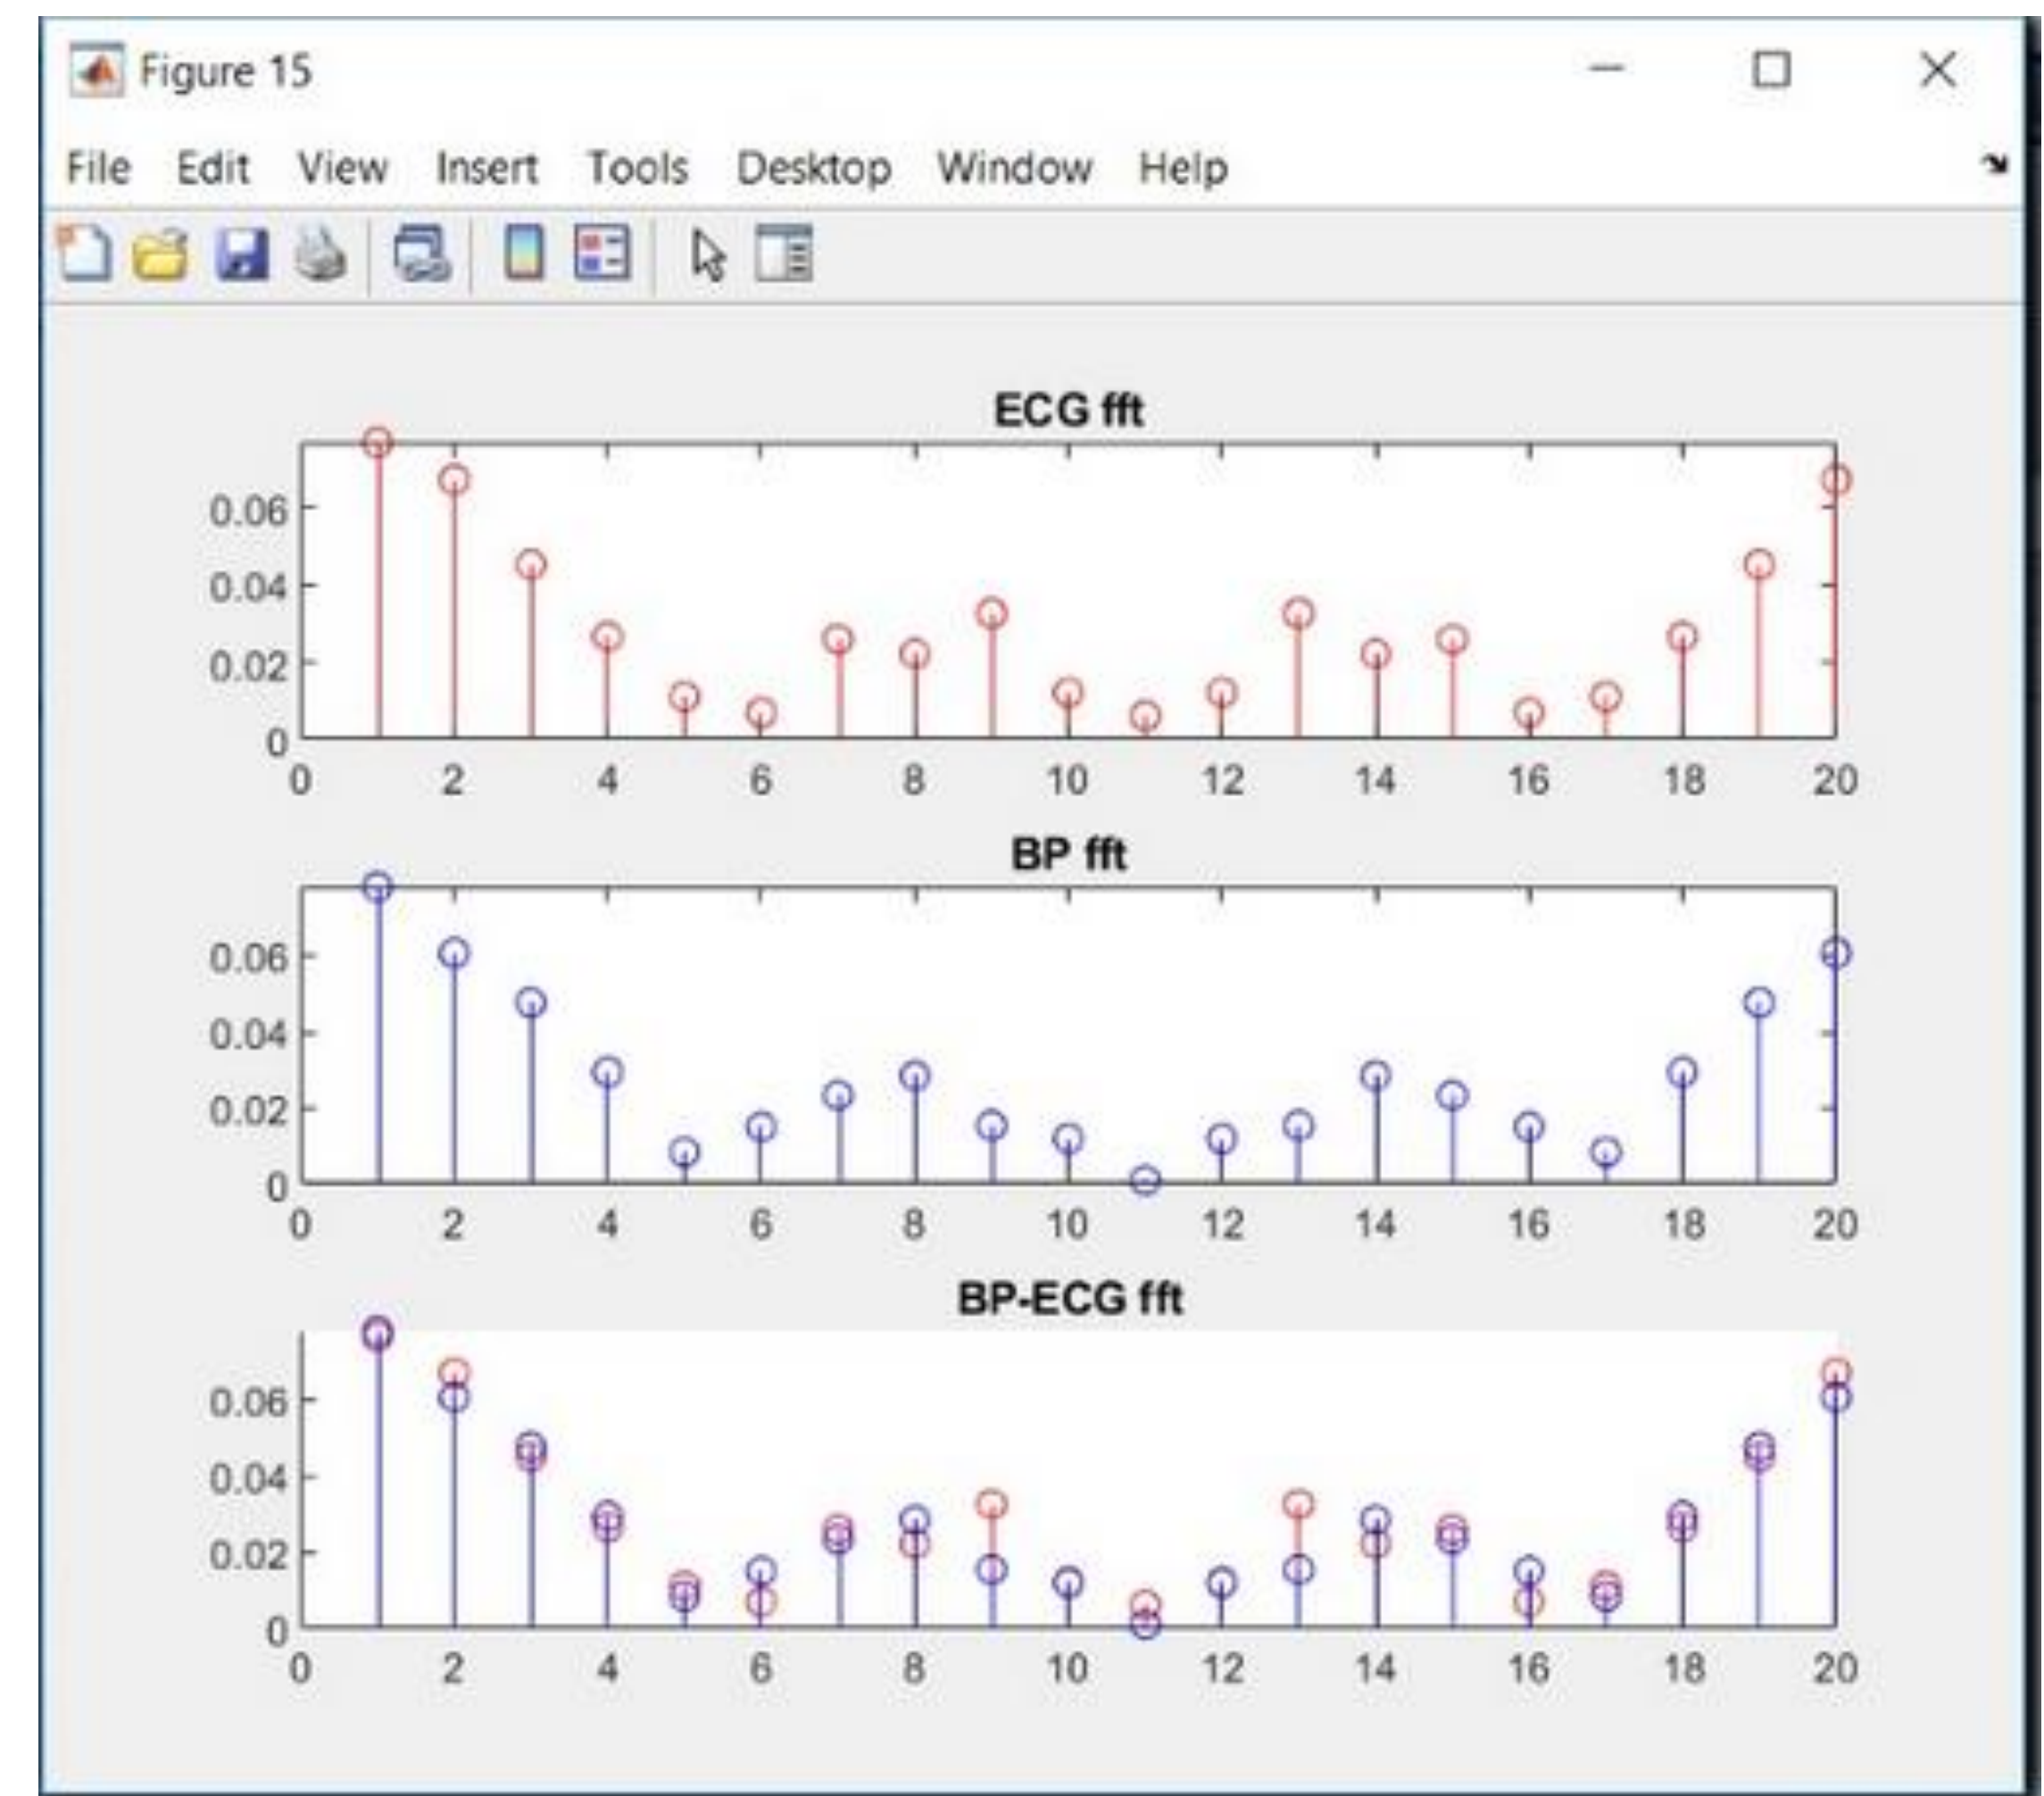 Figure 15
File Edit View Insert Tools Desktop Window Help
ECG fft
0.06
0.04
0.02
0
0 2 4 6 8 10 12 14 16 18 20
BP fft
0.06
0.04
0.02
0
0 2 4 6 8 10 12 14 16 18 20
BP-ECG fft
0.06
0.04
0.02
0
0 2 4 6 8 10 12 14 16 18 20